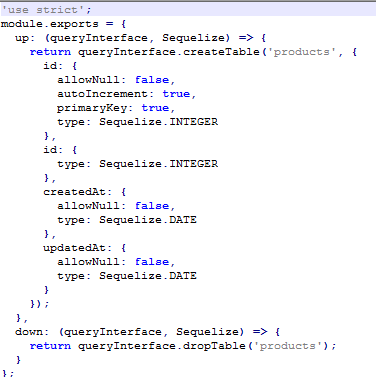 'use strict';
module.exports = {
  up: (queryInterface, Sequelize) => {
    return queryInterface.createTable('products', {
      id: {
        allowNull: false,
        autoIncrement: true,
        primaryKey: true,
        type: Sequelize.INTEGER
      },
      id: {
        type: Sequelize.INTEGER
      },
      createdAt: {
        allowNull: false,
        type: Sequelize.DATE
      },
      updatedAt: {
        allowNull: false,
        type: Sequelize.DATE
      }
    });
  },
  down: (queryInterface, Sequelize) => {
    return queryInterface.dropTable('products');
  }
};